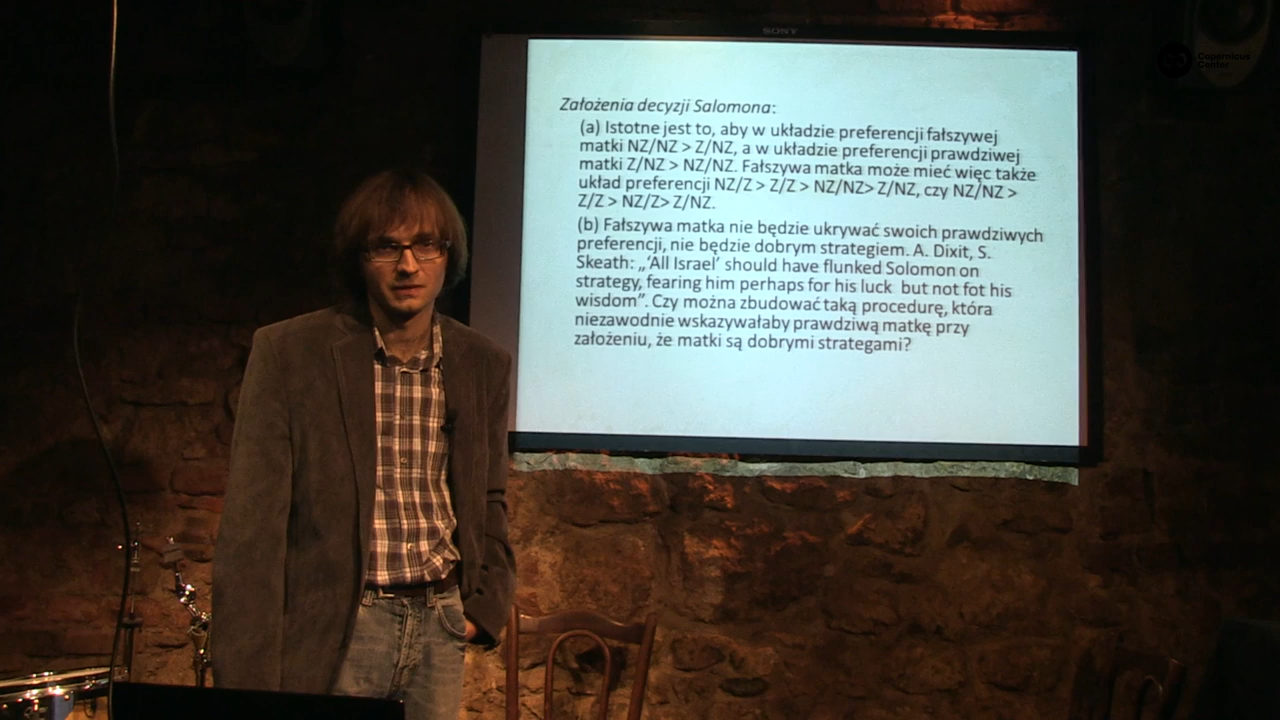 SONY
Copernicus
Center
Założenia decyzji Salomona:
(a) Istotne jest to, aby w układzie preferencji fałszywej
matki NZ/NZ > Z/NZ, a w układzie preferencji prawdziwej
matki Z/NZ > NZ/NZ. Fałszywa matka może mieć więc także
układ preferencji NZ/Z > Z/Z > NZ/NZ> Z/NZ, czy NZ/NZ >
Z/Z > NZ/Z> Z/NZ.
(b) Fałszywa matka nie będzie ukrywać swoich prawdziwych
preferencji, nie będzie dobrym strategiem. A. Dixit, S.
Skeath: „‘All Israel’ should have flunked Solomon on
strategy, fearing him perhaps for his luck but not fot his
wisdom”. Czy można zbudować taką procedurę, która
niezawodnie wskazywałaby prawdziwą matkę przy
założeniu, że matki są dobrymi strategami?